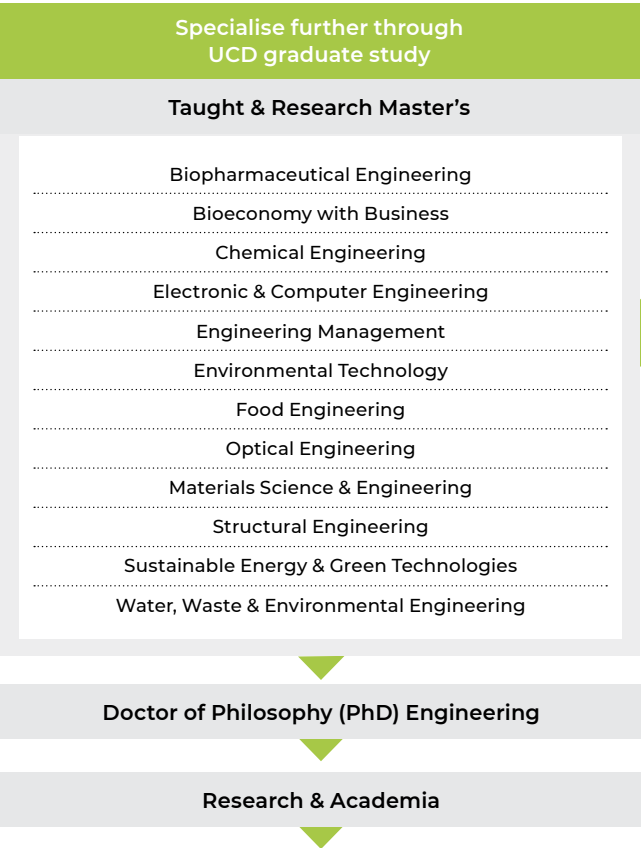 Specialise further through
UCD graduate study
Taught & Research Master's
Biopharmaceutical Engineering
Bioeconomy with Business
Chemical Engineering
Electronic & Computer Engineering
Engineering Management
Environmental Technology
Food Engineering
Optical Engineering
Materials Science & Engineering
Structural Engineering
Sustainable Energy & Green Technologies
Water, Waste & Environmental Engineering
Doctor of Philosophy (PhD) Engineering
Research & Academia